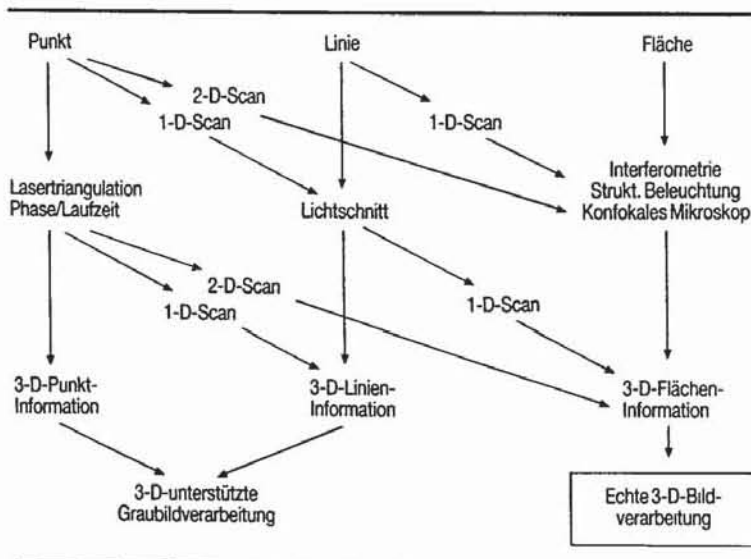 Punkt
Linie
Fläche
2-D-Scan
1-D-Scan
1-D-Scan
Lasertriangulation
Phase/Laufzeit
Lichtschnitt
Interferometrie
Strukt. Beleuchtung
Konfokales Mikroskop
2-D-Scan
1-D-Scan
1-D-Scan
3-D-Punkt-
Information
3-D-Linien-
Information
3-D-Flächen-
Information
3-D-unterstützte
Graubildverarbeitung
Echte 3-D-Bild-
verarbeitung